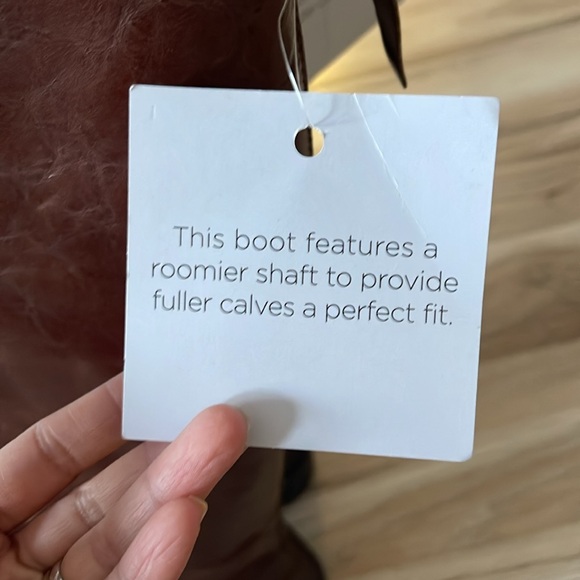 This boot features a
roomier shaft to provide
fuller calves a perfect fit.